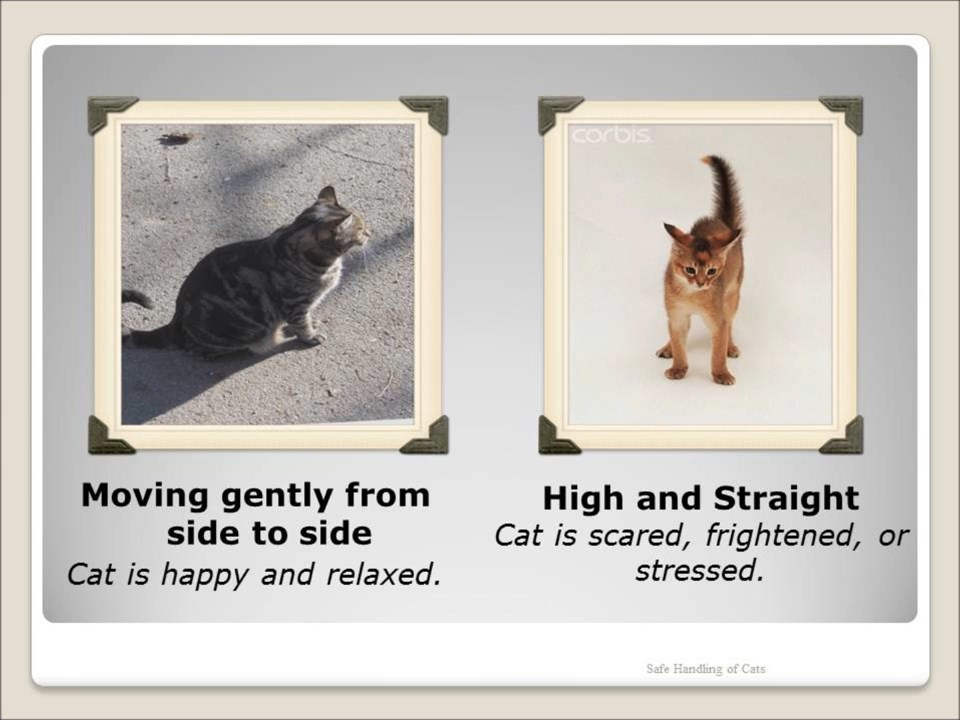 corbis.
Moving gently from
side to side
Cat is happy and relaxed.
High and Straight
Cat is scared, frightened, or
stressed.
Safe Handling of Cats